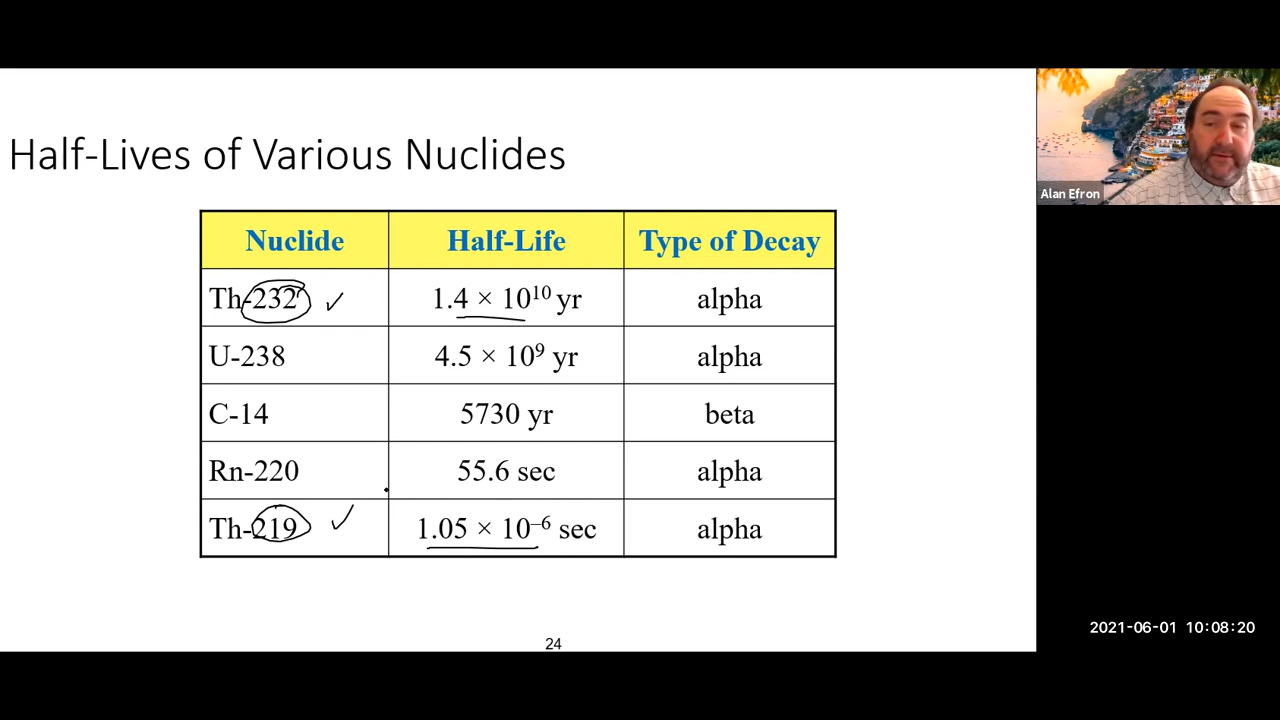 Half-Lives of Various Nuclides
Alan Efron
Nuclide Half-Life Type of Decay
Th-232 ✓ 1.4 × 10¹⁰ yr alpha
U-238 4.5 × 10⁹ yr alpha
C-14 5730 yr beta
Rn-220 55.6 sec alpha
Th-219 ✓ 1.05 × 10⁻⁶ sec alpha
2021-06-01 10:08:20
24